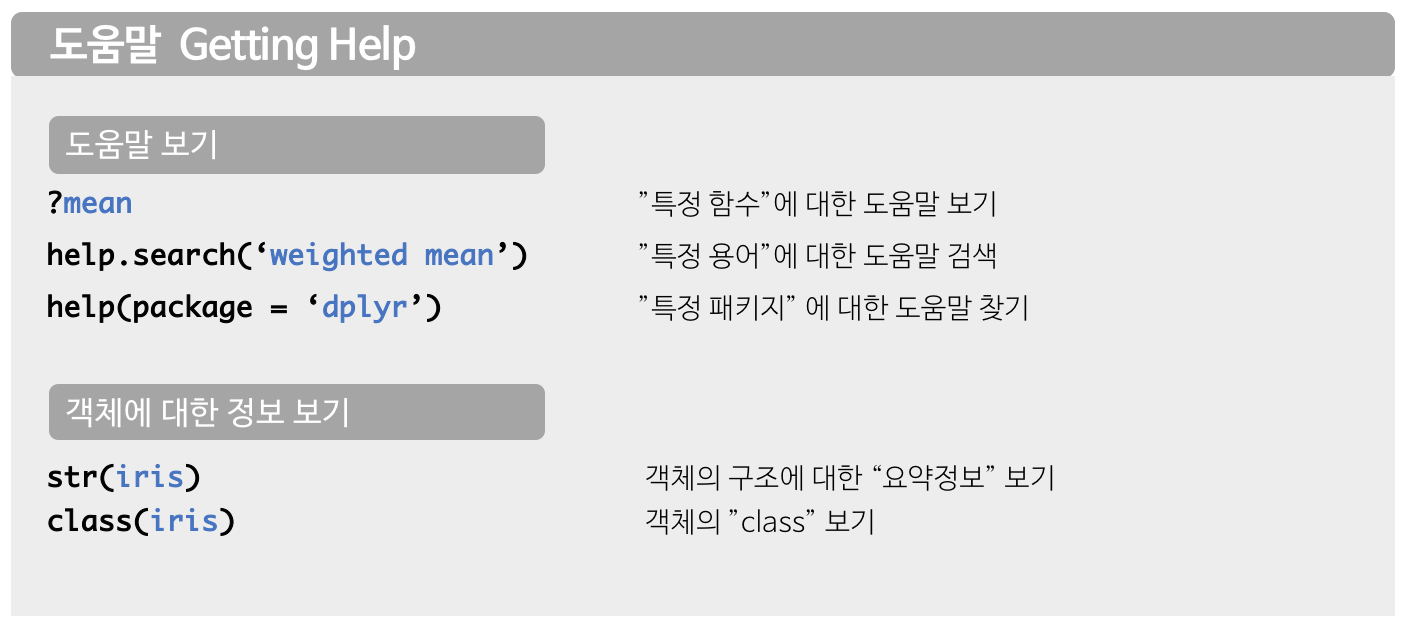 도움말 Getting Help
도움말 보기
?mean ”특정 함수”에 대한 도움말 보기
help.search(‘weighted mean’) ”특정 용어”에 대한 도움말 검색
help(package = ‘dplyr’) ”특정 패키지” 에 대한 도움말 찾기
객체에 대한 정보 보기
str(iris) 객체의 구조에 대한 “요약정보” 보기
class(iris) 객체의 ”class” 보기